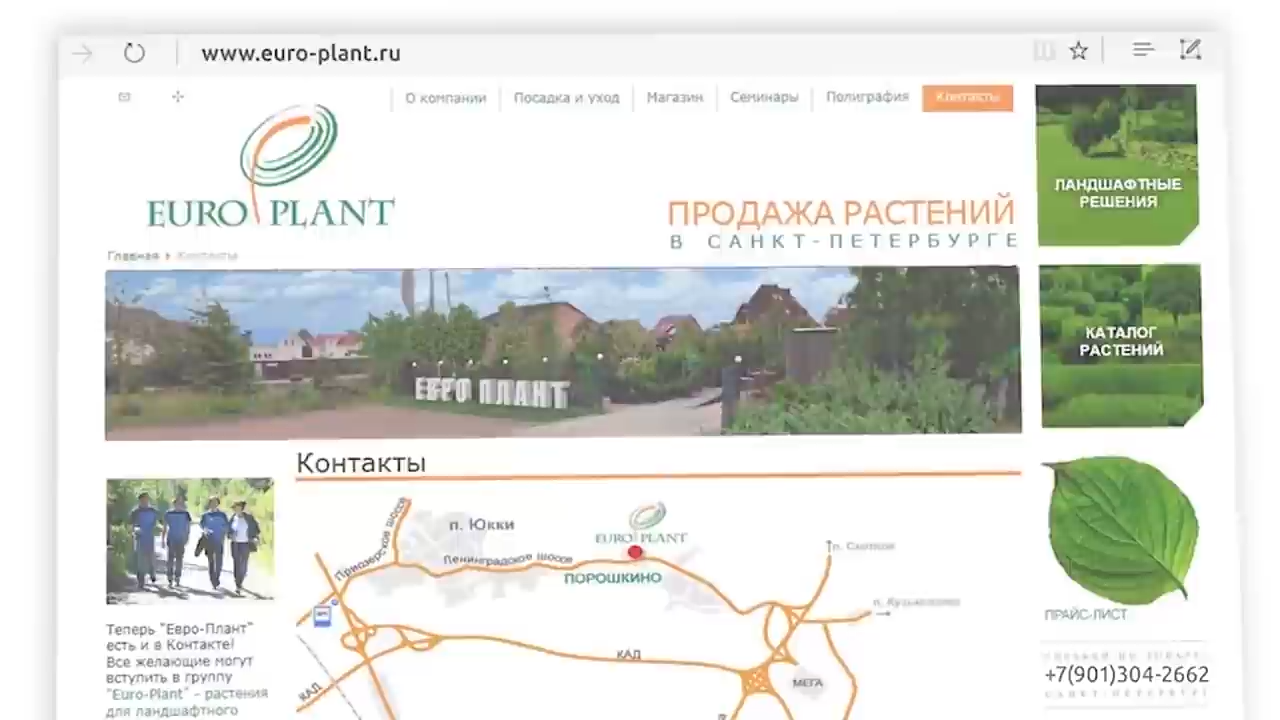 www.euro-plant.ru
О компании
Посадка и уход
Магазин
Семинары
Полиграфия
Контакты
EURO PLANT
ПРОДАЖА РАСТЕНИЙ
В САНКТ-ПЕТЕРБУРГЕ
ЛАНДШАФТНЫЕ
РЕШЕНИЯ
Главная Контакты
ЕВРО ПЛАНТ
КАТАЛОГ
РАСТЕНИЙ
Контакты
Приозерское шоссе
п. Юкки
EURO PLANT
Ленинградское шоссе
ПОРОШКИНО
КАД
КАД
МЕГА
ПРАЙС-ЛИСТ
+7(901)304-2662
САНКТ-ПЕТЕРБУРГ
Теперь "Евро-Плант"
есть и в Контакте!
Все желающие могут
вступить в группу
"Euro-Plant" - растения
для ландшафтного